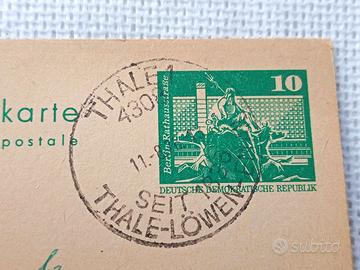 karte
postale
THALE 1
430
11.
SEIT
THALE-LÖWEN
10
Berlin-Rathausstraße
DEUTSCHE DEMOKRATISCHE REPUBLIK
subito